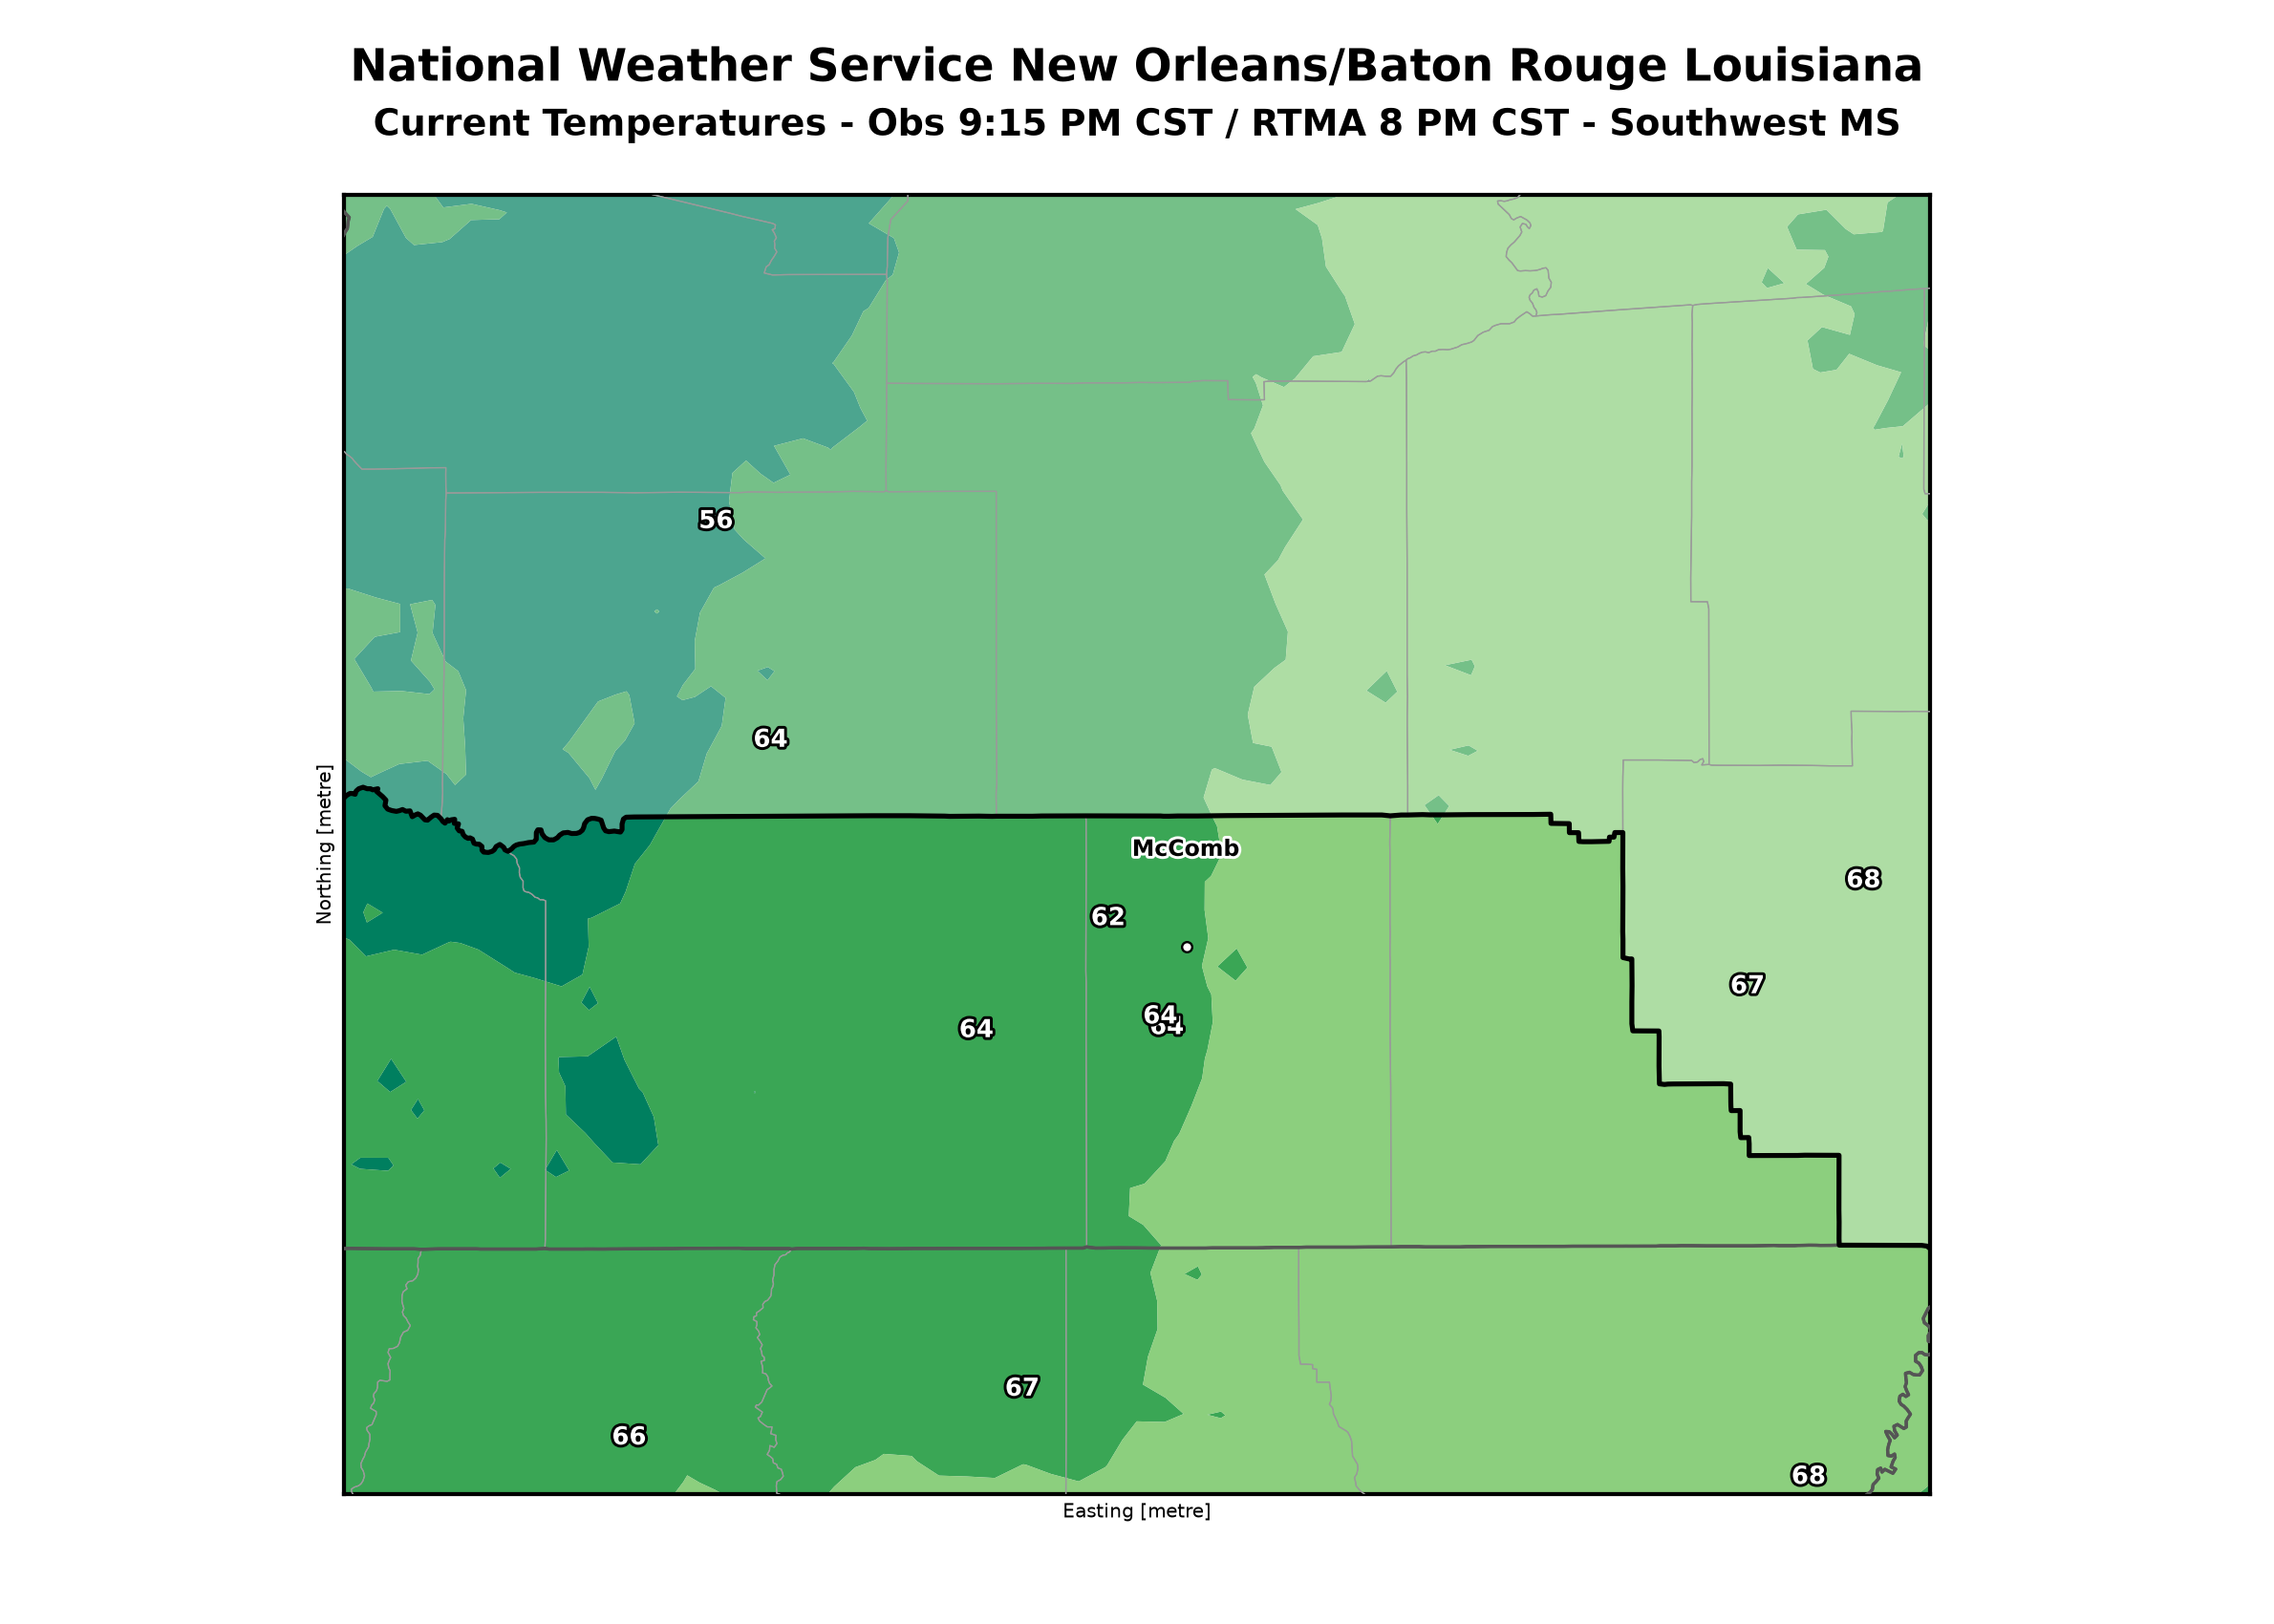 National Weather Service New Orleans/Baton Rouge Louisiana
Current Temperatures - Obs 9:15 PM CST / RTMA 8 PM CST - Southwest MS
56
64
Northing [metre]
McComb
68
62
67
64
64
64
67
66
68
Easting [metre]